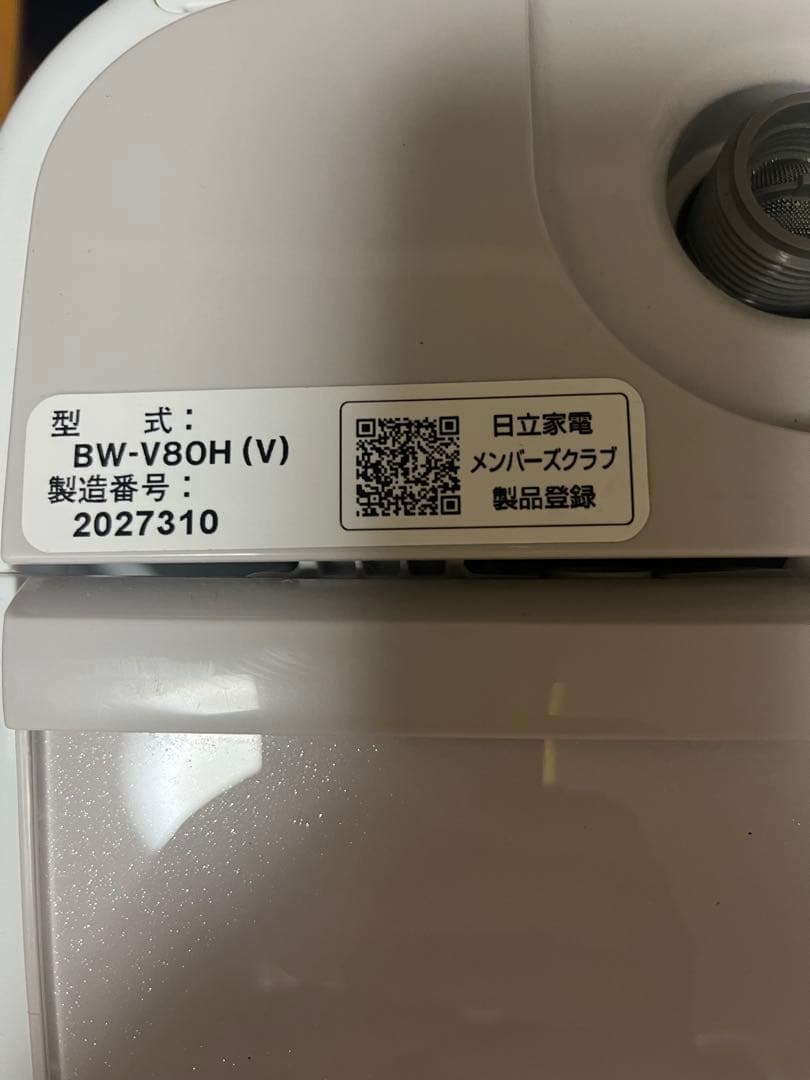 型　　式：
BW-V80H (V)
製造番号：
2027310
日立家電
メンバーズクラブ
製品登録